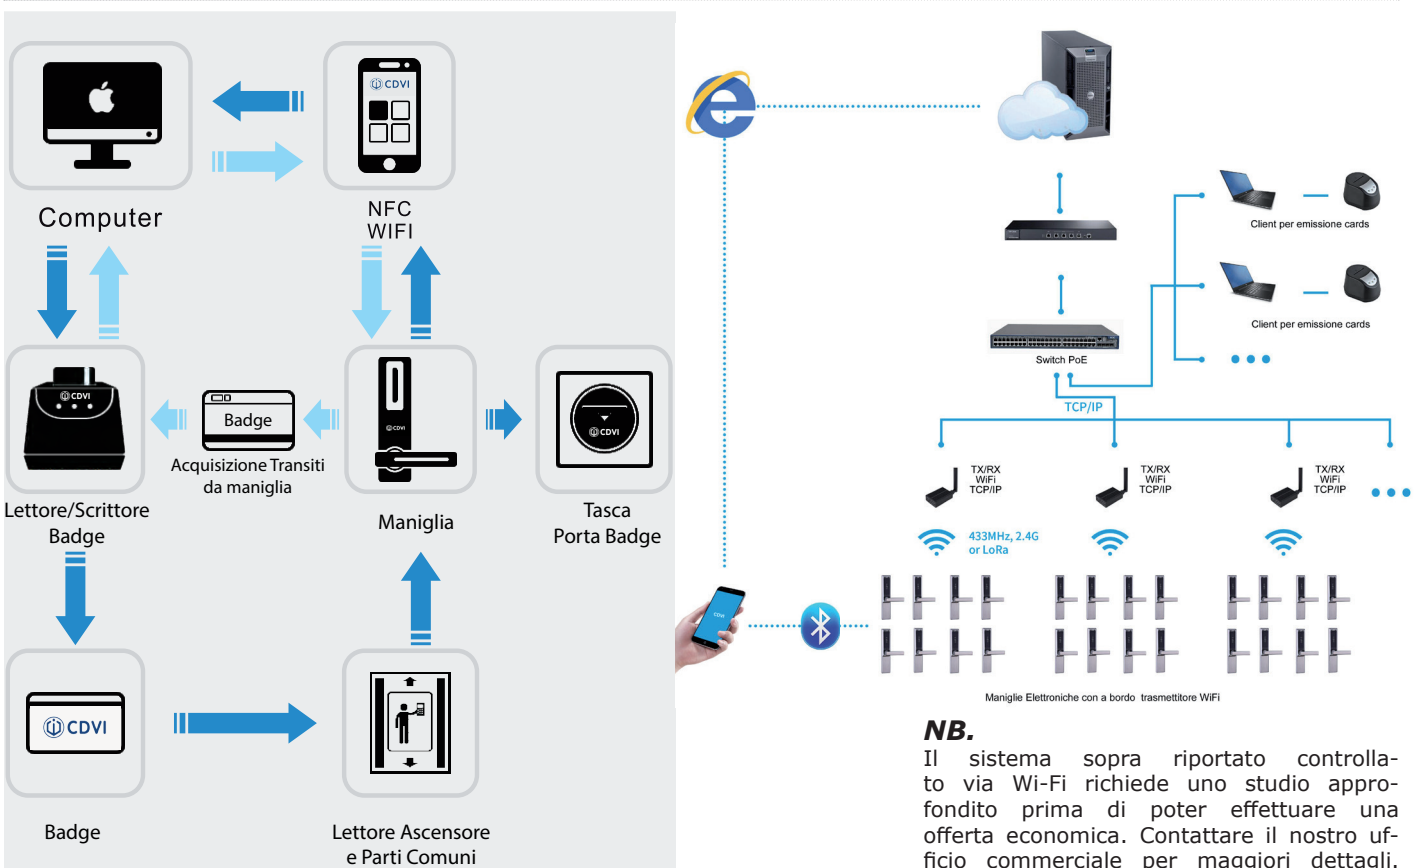 CDVI
Computer
NFC
WIFI
CDVI
CDVI
CDVI
Badge
Acquisizione Transiti
da maniglia
Lettore/Scrittore
Badge
Maniglia
Tasca
Porta Badge
CDVI
Badge
Lettore Ascensore
e Parti Comuni
Client per emissione cards
Client per emissione cards
Switch PoE
TCP/IP
TX/RX
WiFi
TCP/IP
TX/RX
WiFi
TCP/IP
TX/RX
WiFi
TCP/IP
433MHz, 2.4G
or LoRa
CDVI
Maniglie Elettroniche con a bordo trasmettitore WiFi
NB.
Il sistema sopra riportato controlla-
to via Wi-Fi richiede uno studio appro-
fondito prima di poter effettuare una
offerta economica. Contattare il nostro uf-
ficio commerciale per maggiori dettagli.